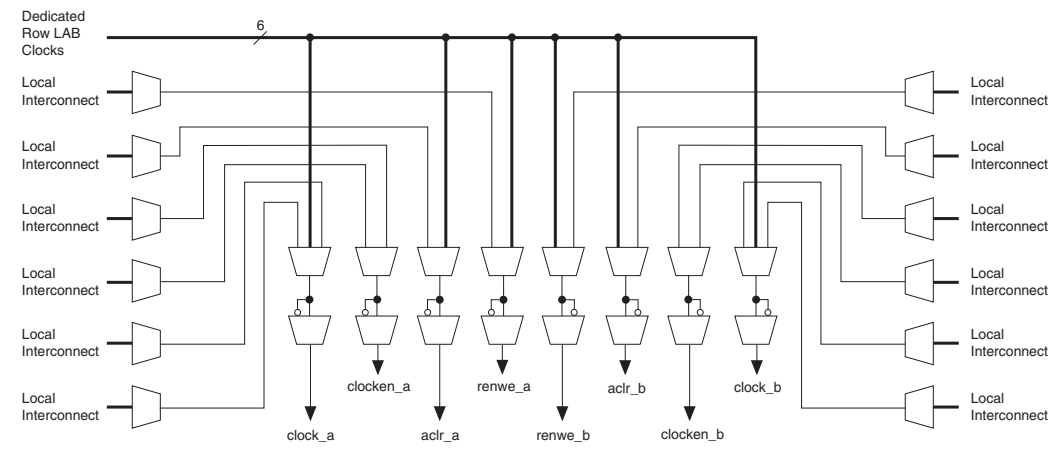 Dedicated
Row LAB
Clocks
6
Local
Interconnect
Local
Interconnect
Local
Interconnect
Local
Interconnect
Local
Interconnect
Local
Interconnect
Local
Interconnect
Local
Interconnect
Local
Interconnect
Local
Interconnect
Local
Interconnect
Local
Interconnect
clocken_a
renwe_a
aclr_b
clock_b
clock_a
aclr_a
renwe_b
clocken_b